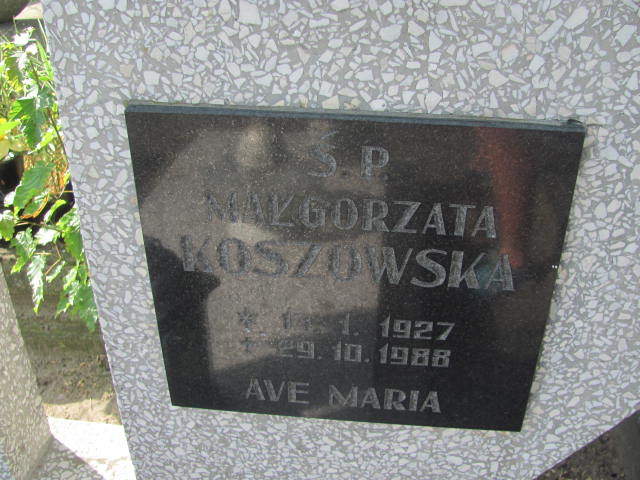 Ś. P.
MAŁGORZATA
KOSZOWSKA
* 1. 1927
† 29. 10. 1988
AVE MARIA